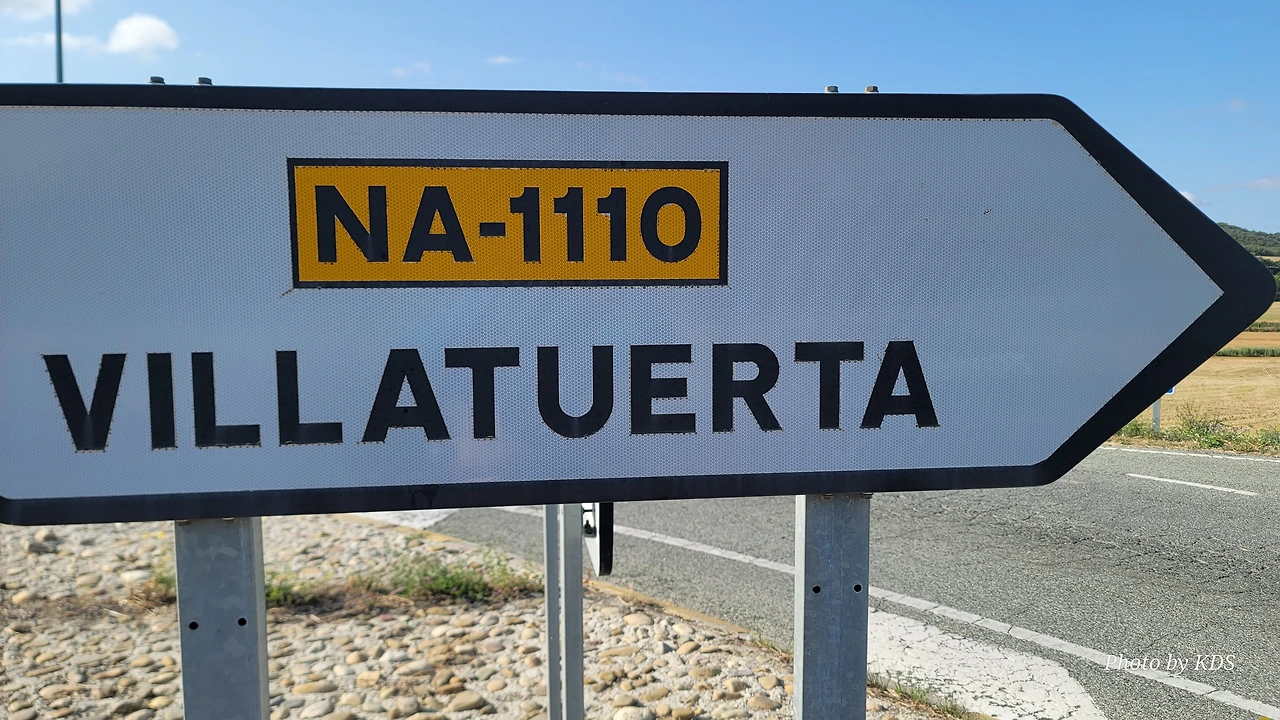 NA-1110
VILLATUERTA
Photo by KDS